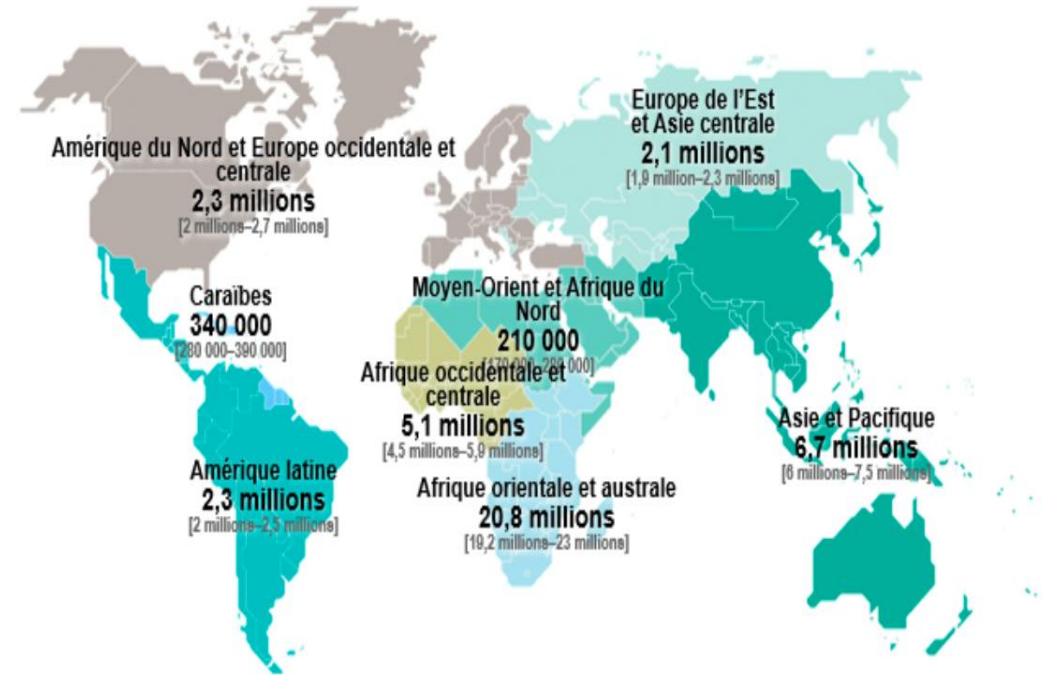 Amérique du Nord et Europe occidentale et
centrale
2,3 millions
[2 millions–2,7 millions]
Europe de l'Est
et Asie centrale
2,1 millions
[1,9 million–2,3 millions]
Caraïbes
340 000
[280 000–390 000]
Moyen-Orient et Afrique du
Nord
210 000
000]
Afrique occidentale et
centrale
5,1 millions
[4,5 millions–5,9 millions]
Asie et Pacifique
6,7 millions
[6 millions–7,5 millions]
Amérique latine
2,3 millions
[2 millions–2,5 millions]
Afrique orientale et australe
20,8 millions
[19,2 millions–23 millions]